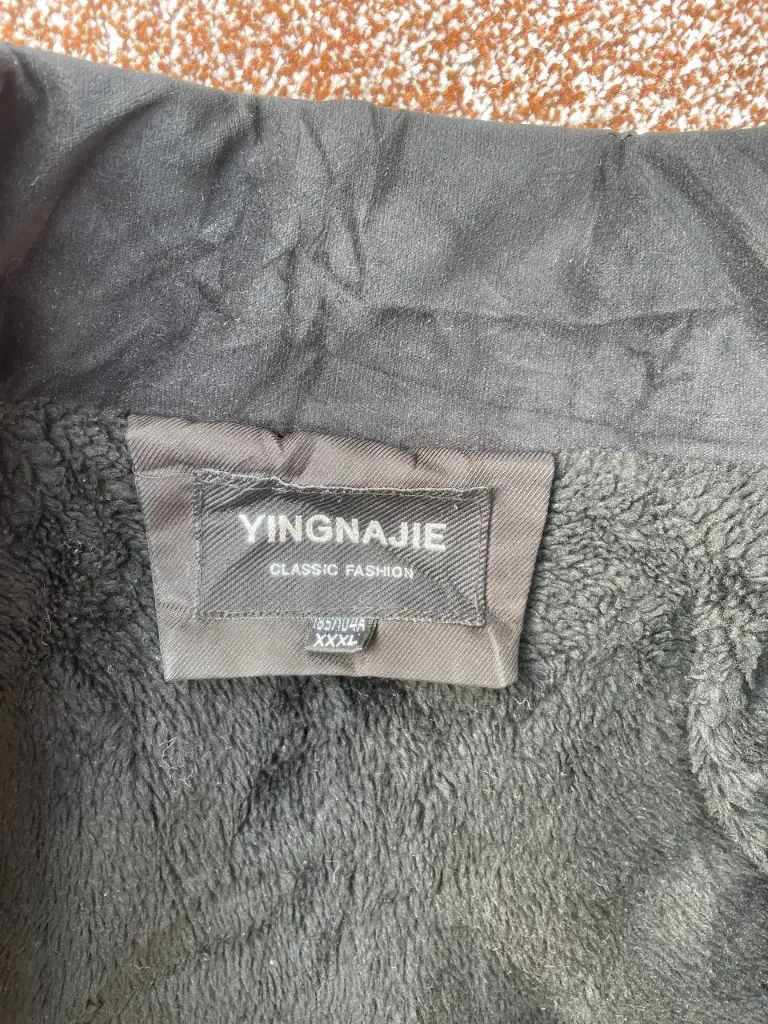 YINGNAJIE
CLASSIC FASHION
185/104A
XXXL